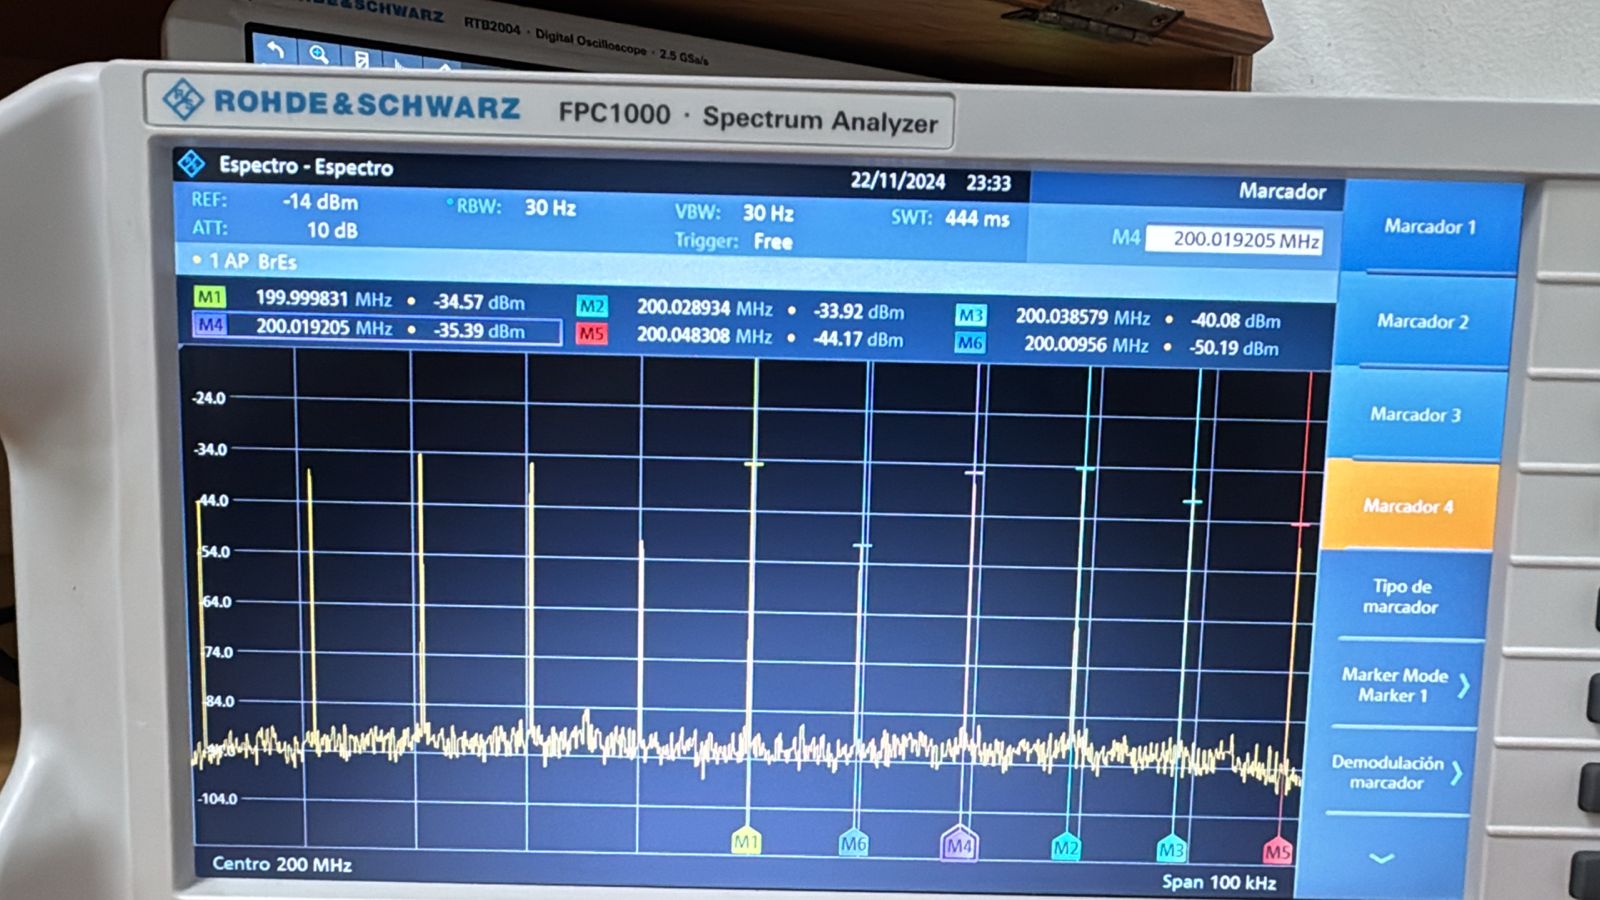 ROHDE&SCHWARZ RTB2004 · Digital Oscilloscope · 2.5 GSa/s
ROHDE&SCHWARZ FPC1000 · Spectrum Analyzer
Espectro - Espectro 22/11/2024 23:33 Marcador
REF: -14 dBm RBW: 30 Hz VBW: 30 Hz SWT: 444 ms
ATT: 10 dB Trigger: Free M4 200.019205 MHz
1 AP BrEs
M1 199.999831 MHz • -34.57 dBm M2 200.028934 MHz • -33.92 dBm M3 200.038579 MHz • -40.08 dBm
M4 200.019205 MHz • -35.39 dBm M5 200.048308 MHz • -44.17 dBm M6 200.00956 MHz • -50.19 dBm
-24.0
-34.0
-44.0
-54.0
-64.0
-74.0
-84.0
-104.0
M1 M6 M4 M2 M3 M5
Centro 200 MHz Span 100 kHz
Marcador 1
Marcador 2
Marcador 3
Marcador 4
Tipo de
marcador
Marker Mode
Marker 1
Demodulación
marcador